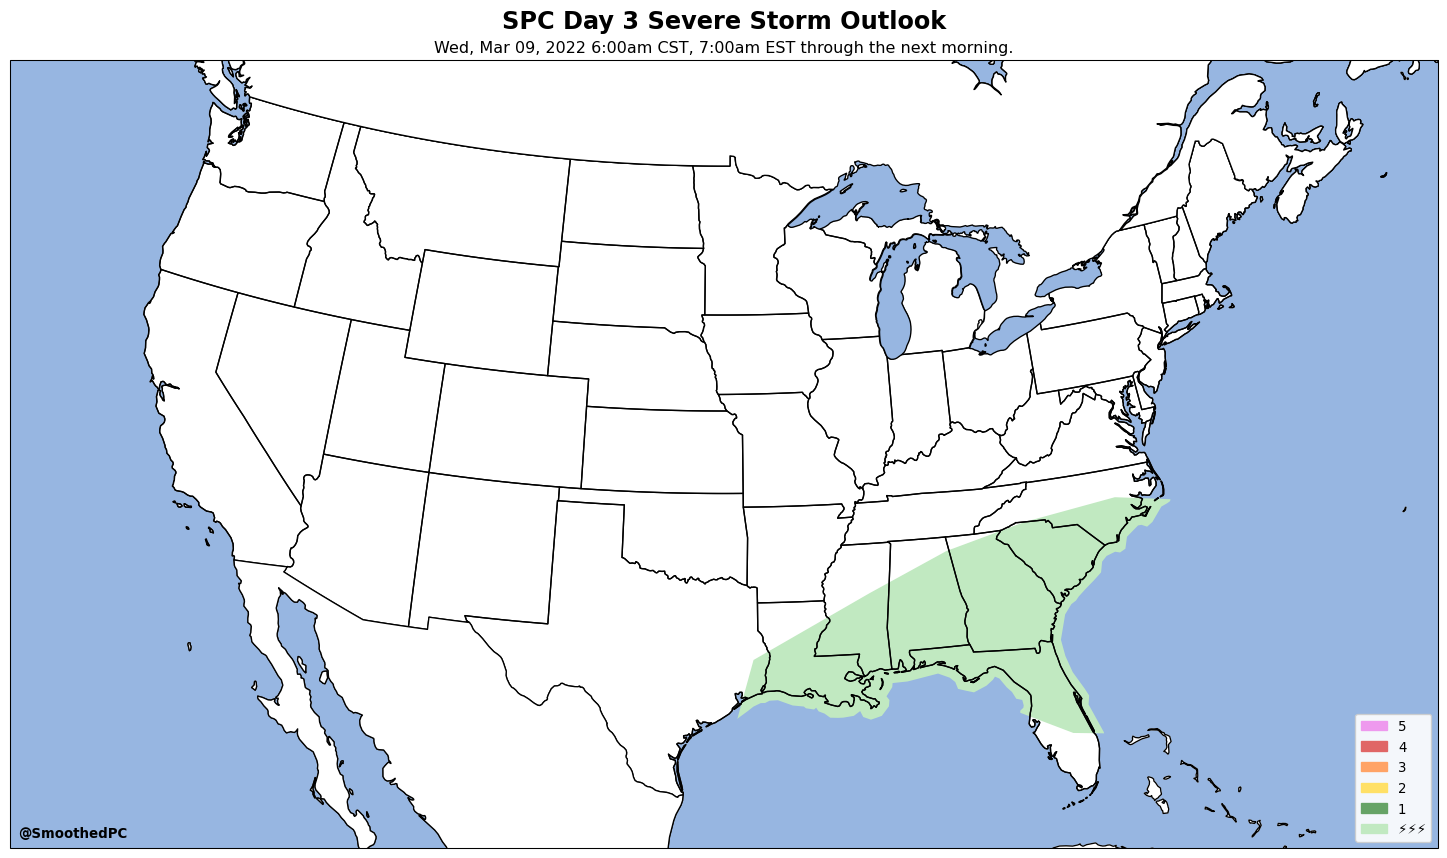 SPC Day 3 Severe Storm Outlook
Wed, Mar 09, 2022 6:00am CST, 7:00am EST through the next morning.
5
4
3
2
1
⚡⚡⚡
@SmoothedPC